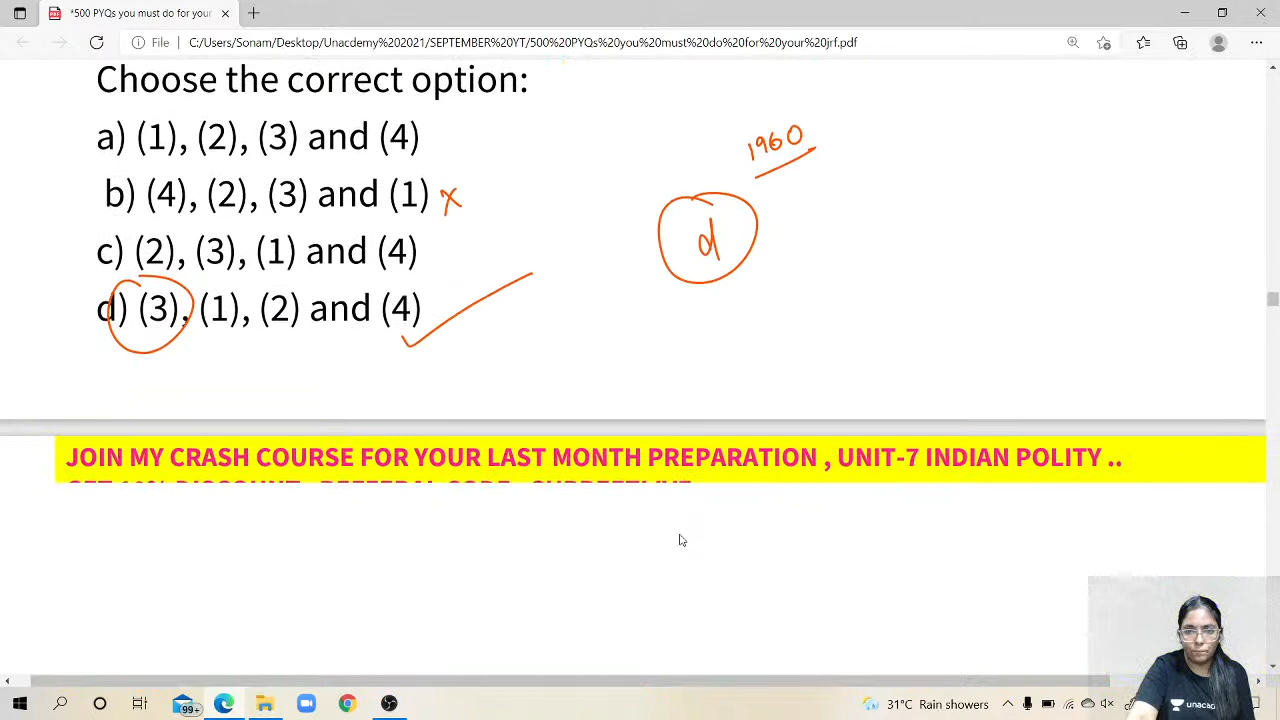 *500 PYQs you must do for your
File
C:/Users/Sonam/Desktop/Unacdemy%202021/SEPTEMBER%20YT/500%20PYQs%20you%20must%20do%20for%20your%20jrf.pdf
Choose the correct option:
a) (1), (2), (3) and (4)
1960
b) (4), (2), (3) and (1) x
d
c) (2), (3), (1) and (4)
d) (3), (1), (2) and (4)
JOIN MY CRASH COURSE FOR YOUR LAST MONTH PREPARATION , UNIT-7 INDIAN POLITY ..
99+
31°C Rain showers
unacad